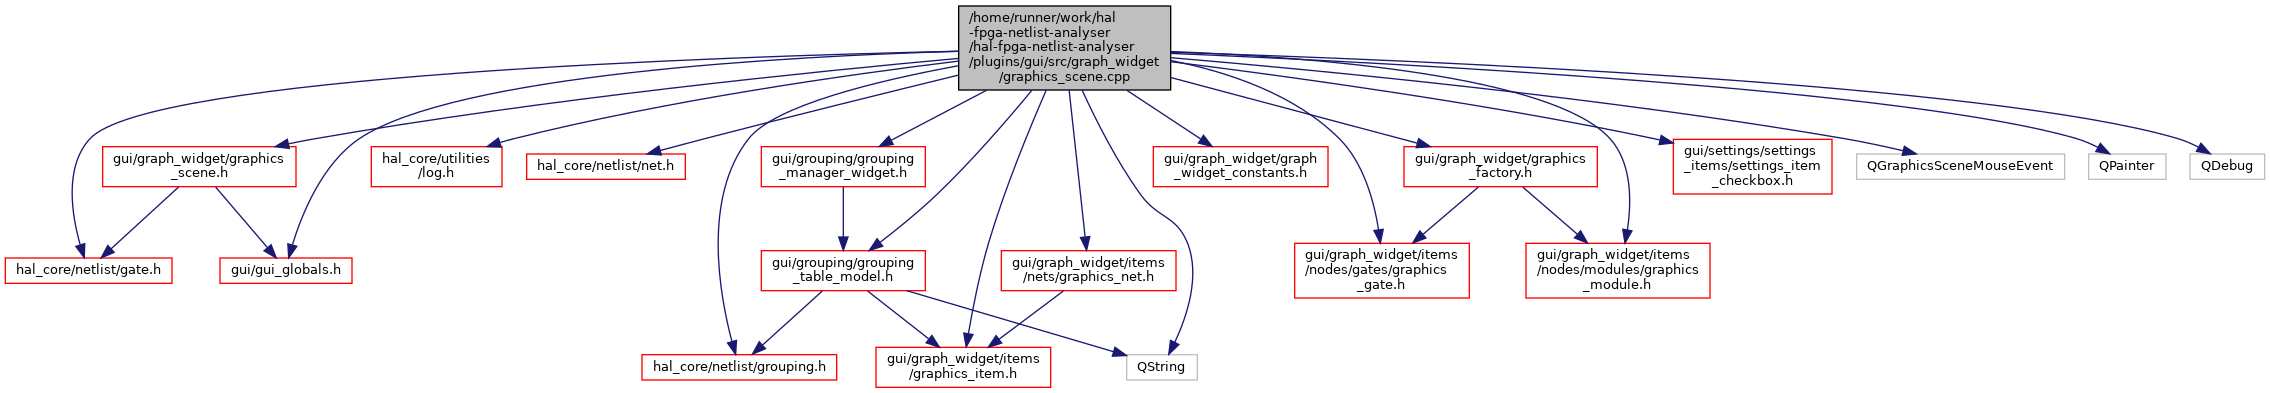 /home/runner/work/hal
-fpga-netlist-analyser
/hal-fpga-netlist-analyser
/plugins/gui/src/graph_widget
/graphics_scene.cpp
gui/graph_widget/graphics
_scene.h
hal_core/utilities
/log.h
hal_core/netlist/net.h
gui/grouping/grouping
_manager_widget.h
gui/graph_widget/graph
_widget_constants.h
gui/graph_widget/graphics
_factory.h
gui/settings/settings
_items/settings_item
_checkbox.h
QGraphicsSceneMouseEvent
QPainter
QDebug
hal_core/netlist/gate.h
gui/gui_globals.h
gui/grouping/grouping
_table_model.h
gui/graph_widget/items
/nets/graphics_net.h
gui/graph_widget/items
/nodes/gates/graphics
_gate.h
gui/graph_widget/items
/nodes/modules/graphics
_module.h
hal_core/netlist/grouping.h
gui/graph_widget/items
/graphics_item.h
QString